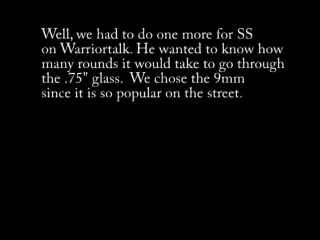 Well, we had to do one more for SS
on Warriortalk. He wanted to know how
many rounds it would take to go through
the .75" glass.  We chose the 9mm
since it is so popular on the street.